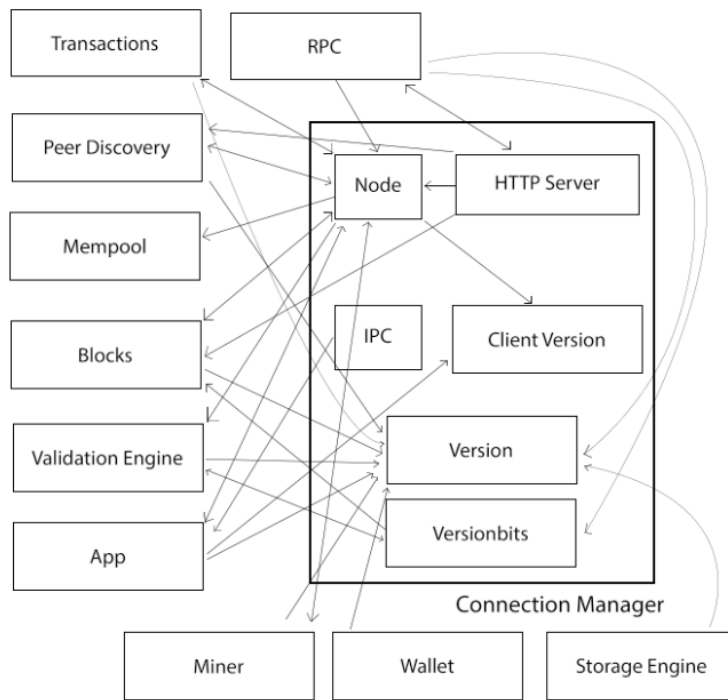 Transactions
RPC
Peer Discovery
Node
HTTP Server
Mempool
IPC
Client Version
Blocks
Validation Engine
Version
App
Versionbits
Connection Manager
Miner
Wallet
Storage Engine